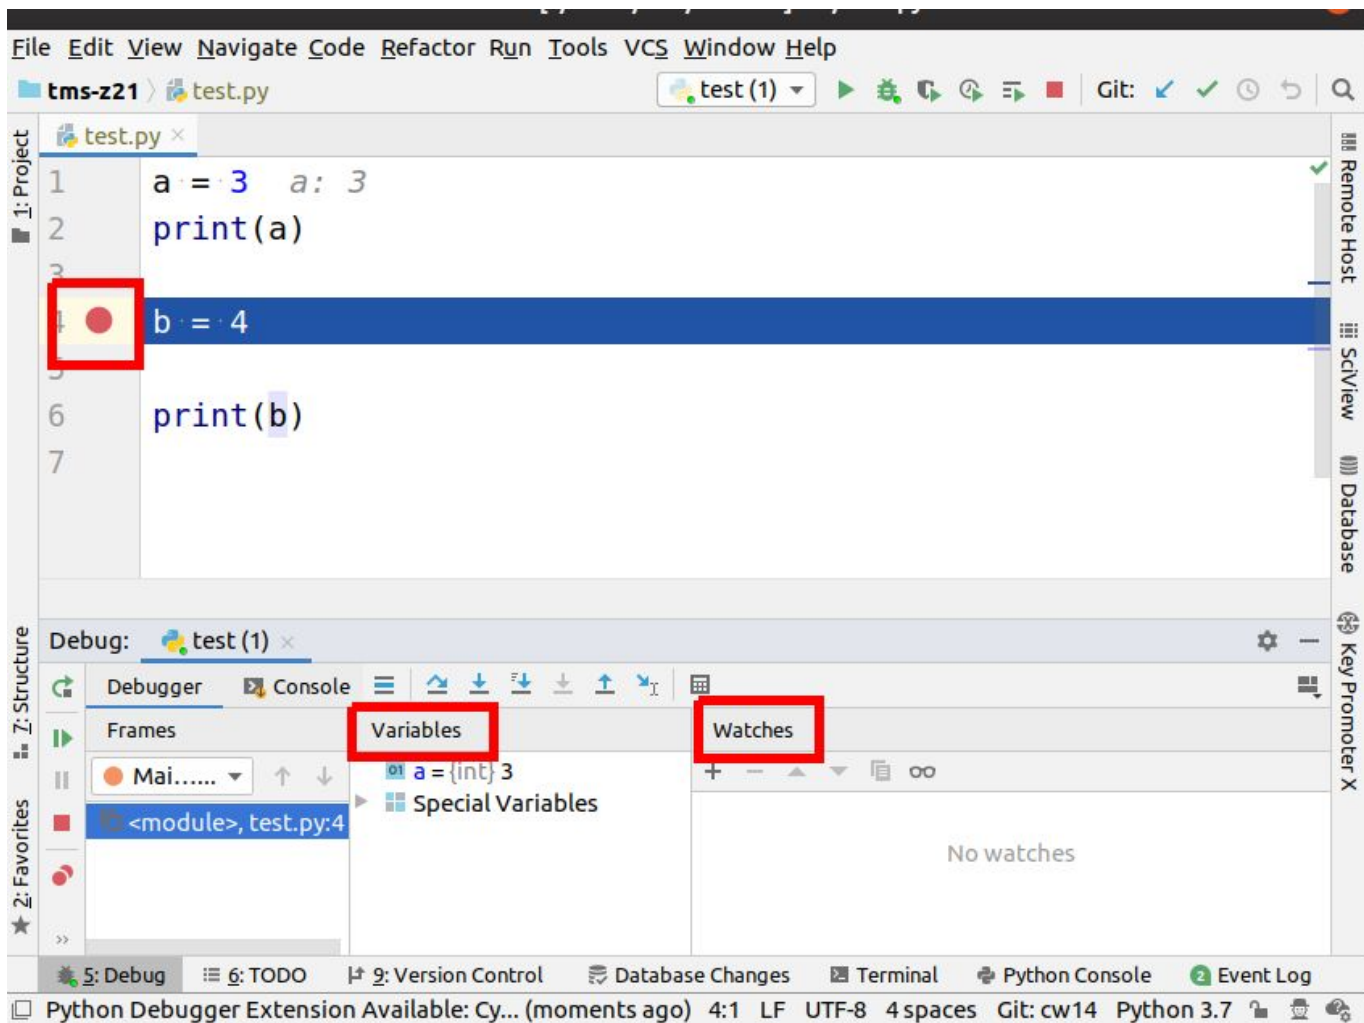 File Edit View Navigate Code Refactor Run Tools VCS Window Help
tms-z21 test.py test (1) Git:
test.py
1 a = 3 a: 3
2 print(a)
3
4 b = 4
5
6 print(b)
7
1: Project
7: Structure
2: Favorites
Remote Host
SciView
Database
Key Promoter X
Debug: test (1)
Debugger Console
Frames Variables Watches
Mai...... a = {int} 3
Special Variables
<module>, test.py:4
No watches
5: Debug 6: TODO 9: Version Control Database Changes Terminal Python Console 2 Event Log
Python Debugger Extension Available: Cy... (moments ago) 4:1 LF UTF-8 4 spaces Git: cw14 Python 3.7